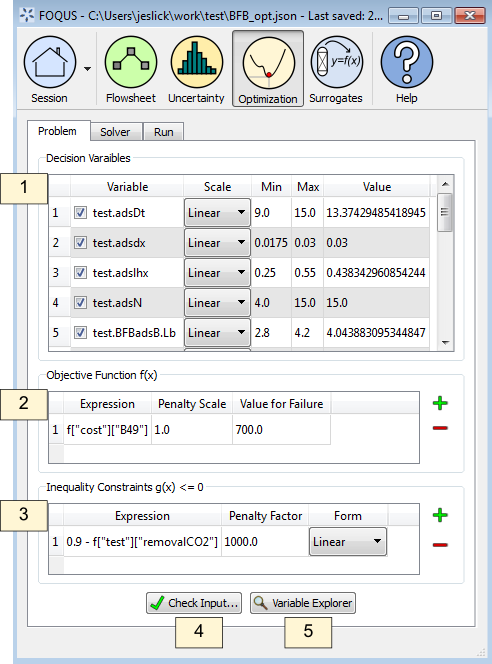 FOQUS - C:\Users\jeslick\work\test\BFB_opt.json - Last saved: 2...
y=f(x)
Session Flowsheet Uncertainty Optimization Surrogates Help
Problem Solver Run
Decision Varaibles
1
Variable Scale Min Max Value
1 test.adsDt Linear 9.0 15.0 13.37429485418945
2 test.adsdx Linear 0.0175 0.03 0.03
3 test.adslhx Linear 0.25 0.55 0.438342960854244
4 test.adsN Linear 4.0 15.0 15.0
5 test.BFBadsB.Lb Linear 2.8 4.2 4.043883095344847
Objective Function f(x)
2
Expression Penalty Scale Value for Failure
1 f["cost"]["B49"] 1.0 700.0
Inequality Constraints g(x) <= 0
3
Expression Penalty Factor Form
1 0.9 - f["test"]["removalCO2"] 1000.0 Linear
Check Input... Variable Explorer
4 5